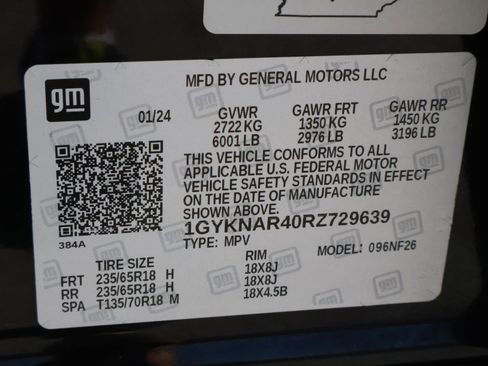 gm
MFD BY GENERAL MOTORS LLC
01/24 GVWR GAWR FRT GAWR RR
2722 KG 1350 KG 1450 KG
6001 LB 2976 LB 3196 LB
THIS VEHICLE CONFORMS TO ALL
APPLICABLE U.S. FEDERAL MOTOR
VEHICLE SAFETY STANDARDS IN EFFECT
ON THE DATE OF MANUFACTURE
SHOWN ABOVE.
384A
1GYKNAR40RZ729639
TYPE: MPV MODEL: 096NF26
TIRE SIZE RIM
FRT 235/65R18 H 18X8J
RR 235/65R18 H 18X8J
SPA T135/70R18 M 18X4.5B